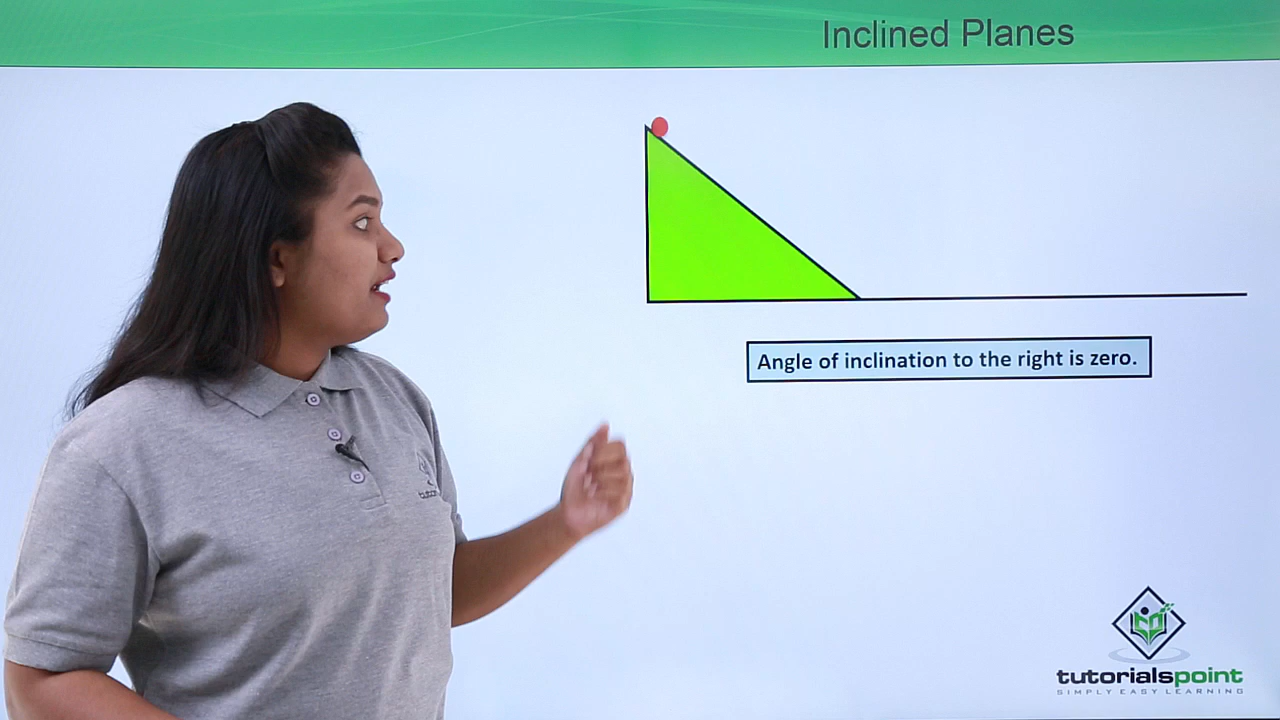 Inclined Planes
Angle of inclination to the right is zero.
tutorialspoint
SIMPLY EASY LEARNING